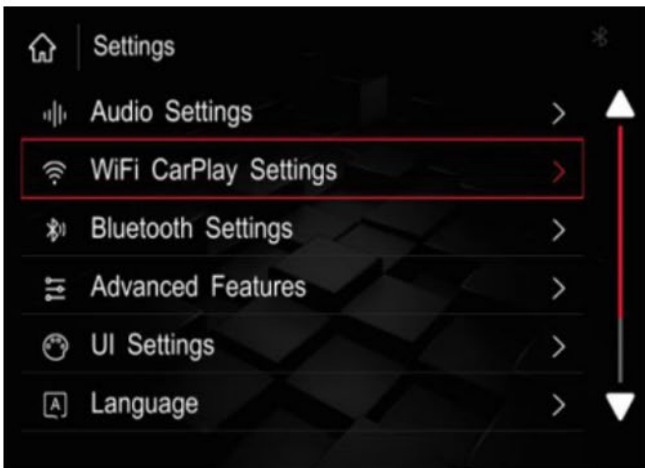 Settings
Audio Settings
WiFi CarPlay Settings
Bluetooth Settings
Advanced Features
UI Settings
A Language